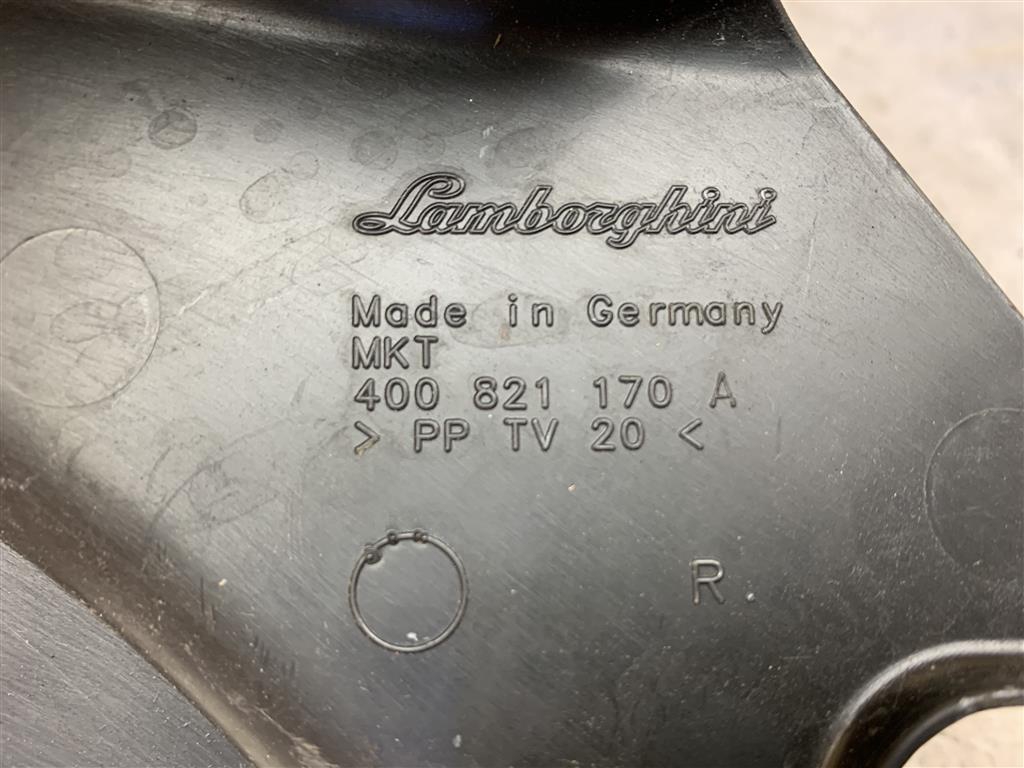 Lamborghini
Made in Germany
MKT
400 821 170 A
> PP TV 20 <
R